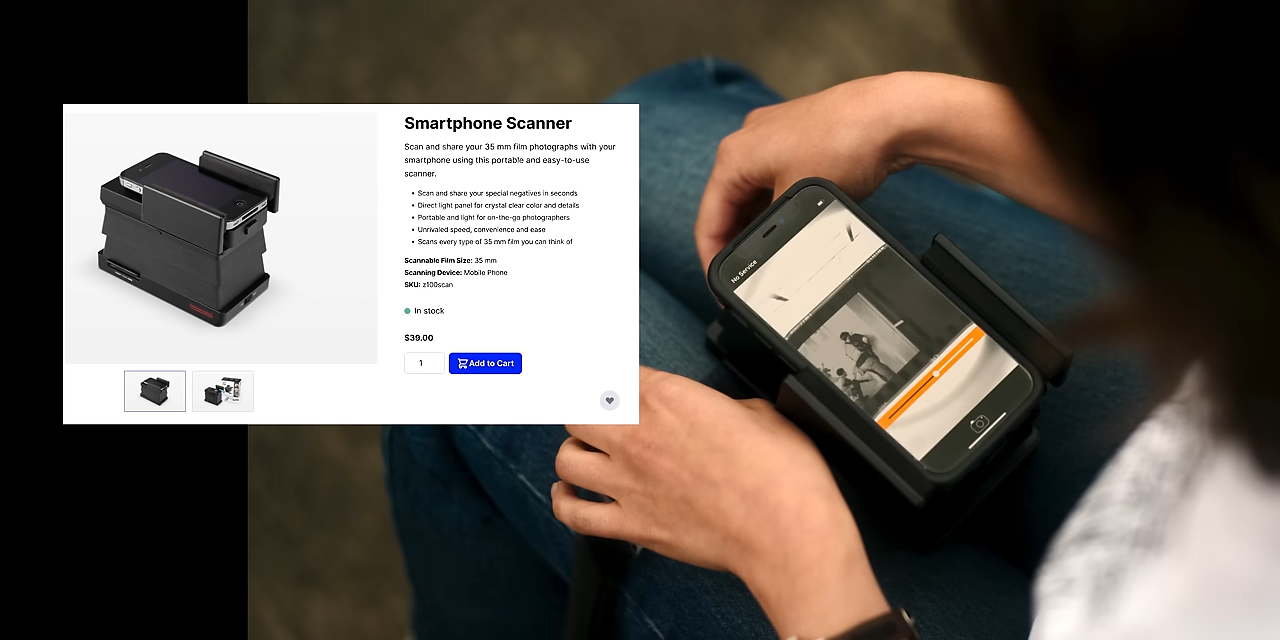 Smartphone Scanner
Scan and share your 35 mm film photographs with your
smartphone using this portable and easy-to-use
scanner.
• Scan and share your special negatives in seconds
• Direct light panel for crystal clear color and details
• Portable and light for on-the-go photographers
• Unrivaled speed, convenience and ease
• Scans every type of 35 mm film you can think of
Scannable Film Size: 35 mm
Scanning Device: Mobile Phone
SKU: z100scan
In stock
$39.00
1
Add to Cart
No Service